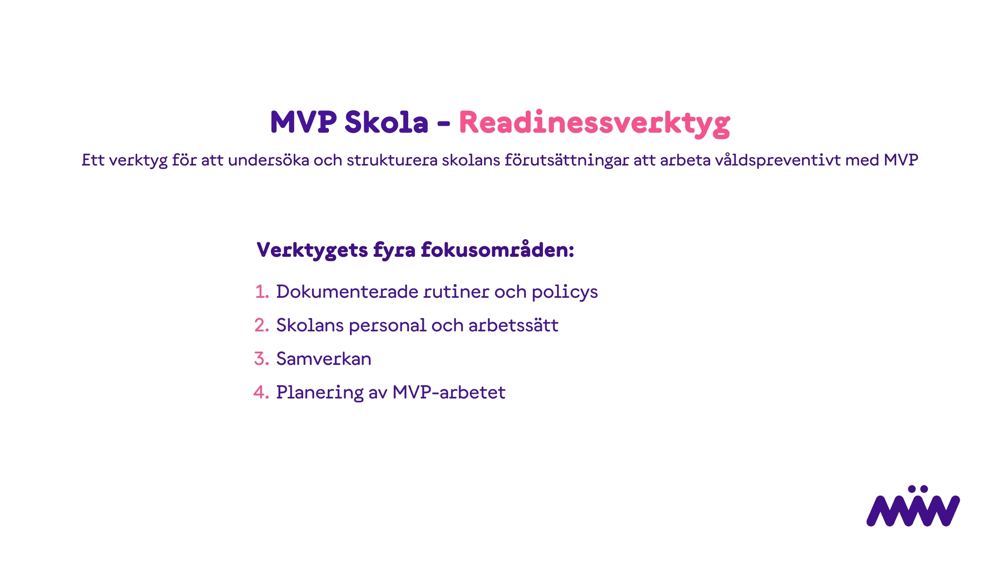 MVP Skola – Readinessverktyg
Ett verktyg för att undersöka och strukturera skolans förutsättningar att arbeta våldspreventivt med MVP
Verktygets fyra fokusområden:
1. Dokumenterade rutiner och policys
2. Skolans personal och arbetssätt
3. Samverkan
4. Planering av MVP-arbetet
MÄN